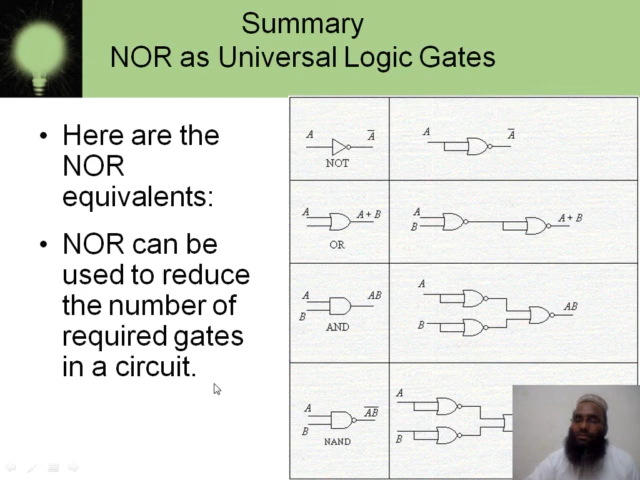 Summary
NOR as Universal Logic Gates
• Here are the
NOR
equivalents:
• NOR can be
used to reduce
the number of
required gates
in a circuit.
A A̅
NOT
A A̅
A A + B
OR
A
B A + B
A AB
B
AND
A
B AB
A A̅B̅
B
NAND
A
B